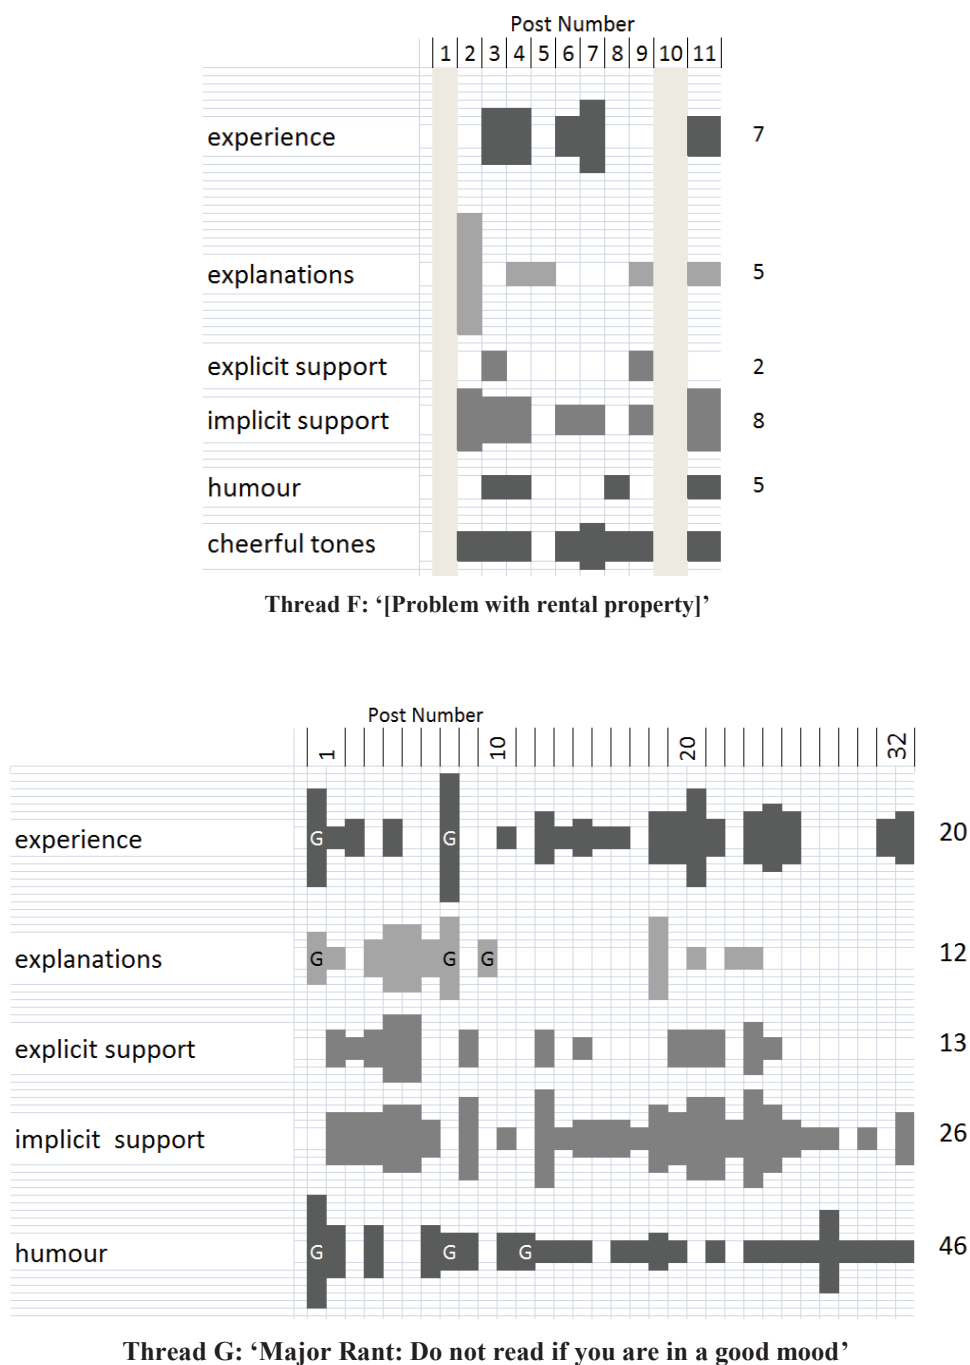 Post Number
1 2 3 4 5 6 7 8 9 10 11
experience 7
explanations 5
explicit support 2
implicit support 8
humour 5
cheerful tones
Thread F: ‘[Problem with rental property]’
Post Number
1 10 20 32
experience G G 20
explanations G G G 12
explicit support 13
implicit support 26
humour G G G 46
Thread G: ‘Major Rant: Do not read if you are in a good mood’